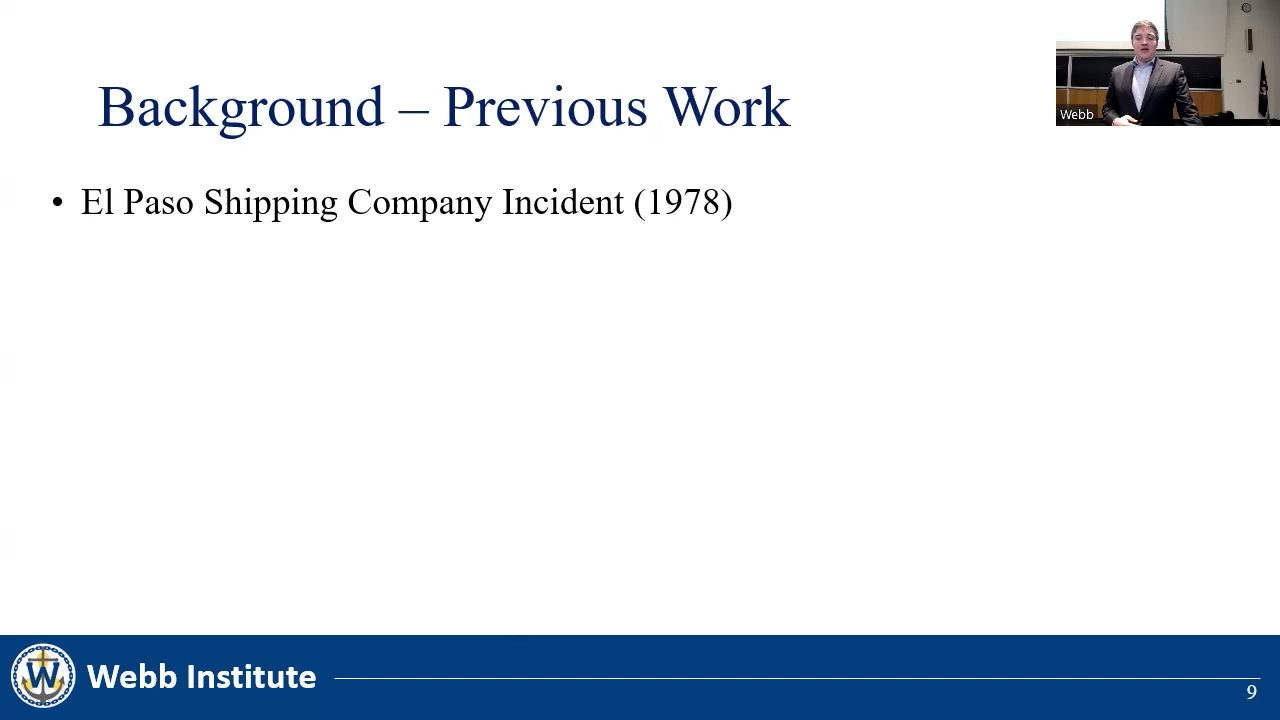 Background – Previous Work
Webb
• El Paso Shipping Company Incident (1978)
W
Webb Institute
9